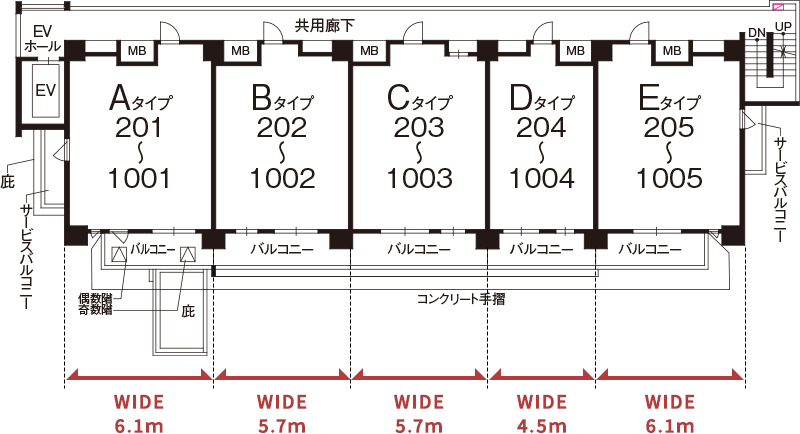 共用廊下
EV
ホール
EV
MB
MB
MB
MB
MB
DN
UP
Aタイプ
201
〜
1001
Bタイプ
202
〜
1002
Cタイプ
203
〜
1003
Dタイプ
204
〜
1004
Eタイプ
205
〜
1005
庇
サービスバルコニー
サービスバルコニー
バルコニー
バルコニー
バルコニー
バルコニー
バルコニー
偶数階
奇数階
庇
コンクリート手摺
WIDE
6.1m
WIDE
5.7m
WIDE
5.7m
WIDE
4.5m
WIDE
6.1m